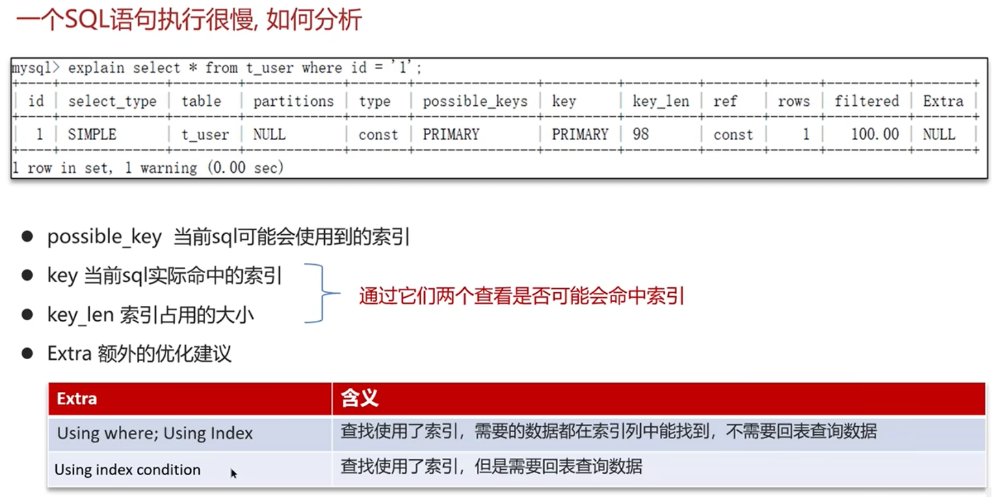 一个SQL语句执行很慢, 如何分析
mysql> explain select * from t_user where id = '1';
+----+-------------+--------+------------+-------+---------------+---------+---------+-------+------+----------+-------+
| id | select_type | table | partitions | type | possible_keys | key | key_len | ref | rows | filtered | Extra |
+----+-------------+--------+------------+-------+---------------+---------+---------+-------+------+----------+-------+
| 1 | SIMPLE | t_user | NULL | const | PRIMARY | PRIMARY | 98 | const | 1 | 100.00 | NULL |
+----+-------------+--------+------------+-------+---------------+---------+---------+-------+------+----------+-------+
1 row in set, 1 warning (0.00 sec)
● possible_key 当前sql可能会使用到的索引
● key 当前sql实际命中的索引
通过它们两个查看是否可能会命中索引
● key_len 索引占用的大小
● Extra 额外的优化建议
Extra 含义
Using where; Using Index 查找使用了索引，需要的数据都在索引列中能找到，不需要回表查询数据
Using index condition 查找使用了索引，但是需要回表查询数据